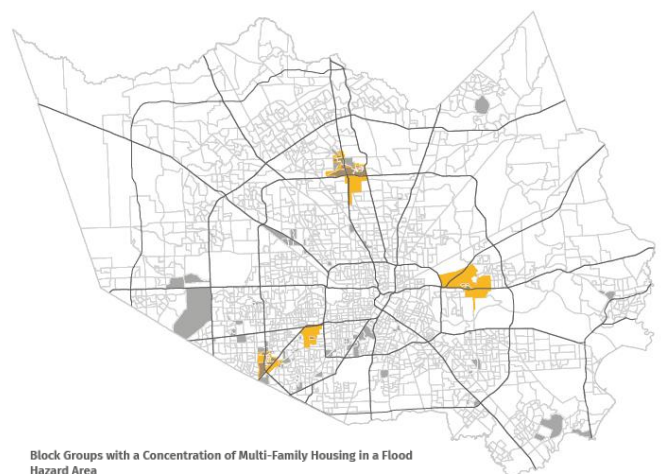 Block Groups with a Concentration of Multi-Family Housing in a Flood
Hazard Area